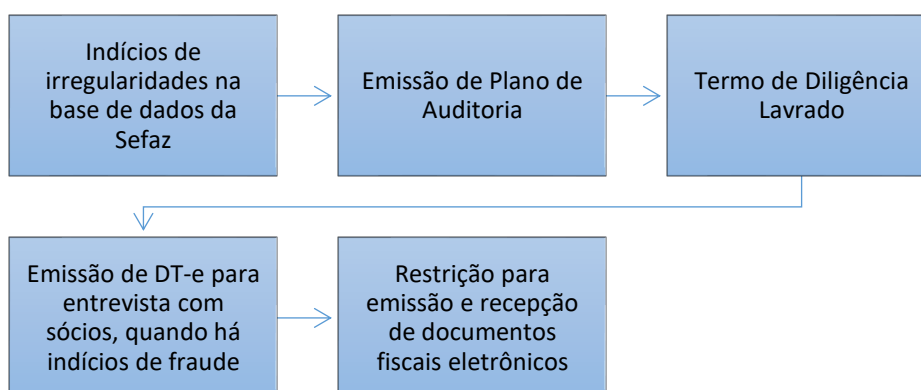 Indícios de
irregularidades na
base de dados da
Sefaz
Emissão de Plano de
Auditoria
Termo de Diligência
Lavrado
Emissão de DT-e para
entrevista com
sócios, quando há
indícios de fraude
Restrição para
emissão e recepção
de documentos
fiscais eletrônicos